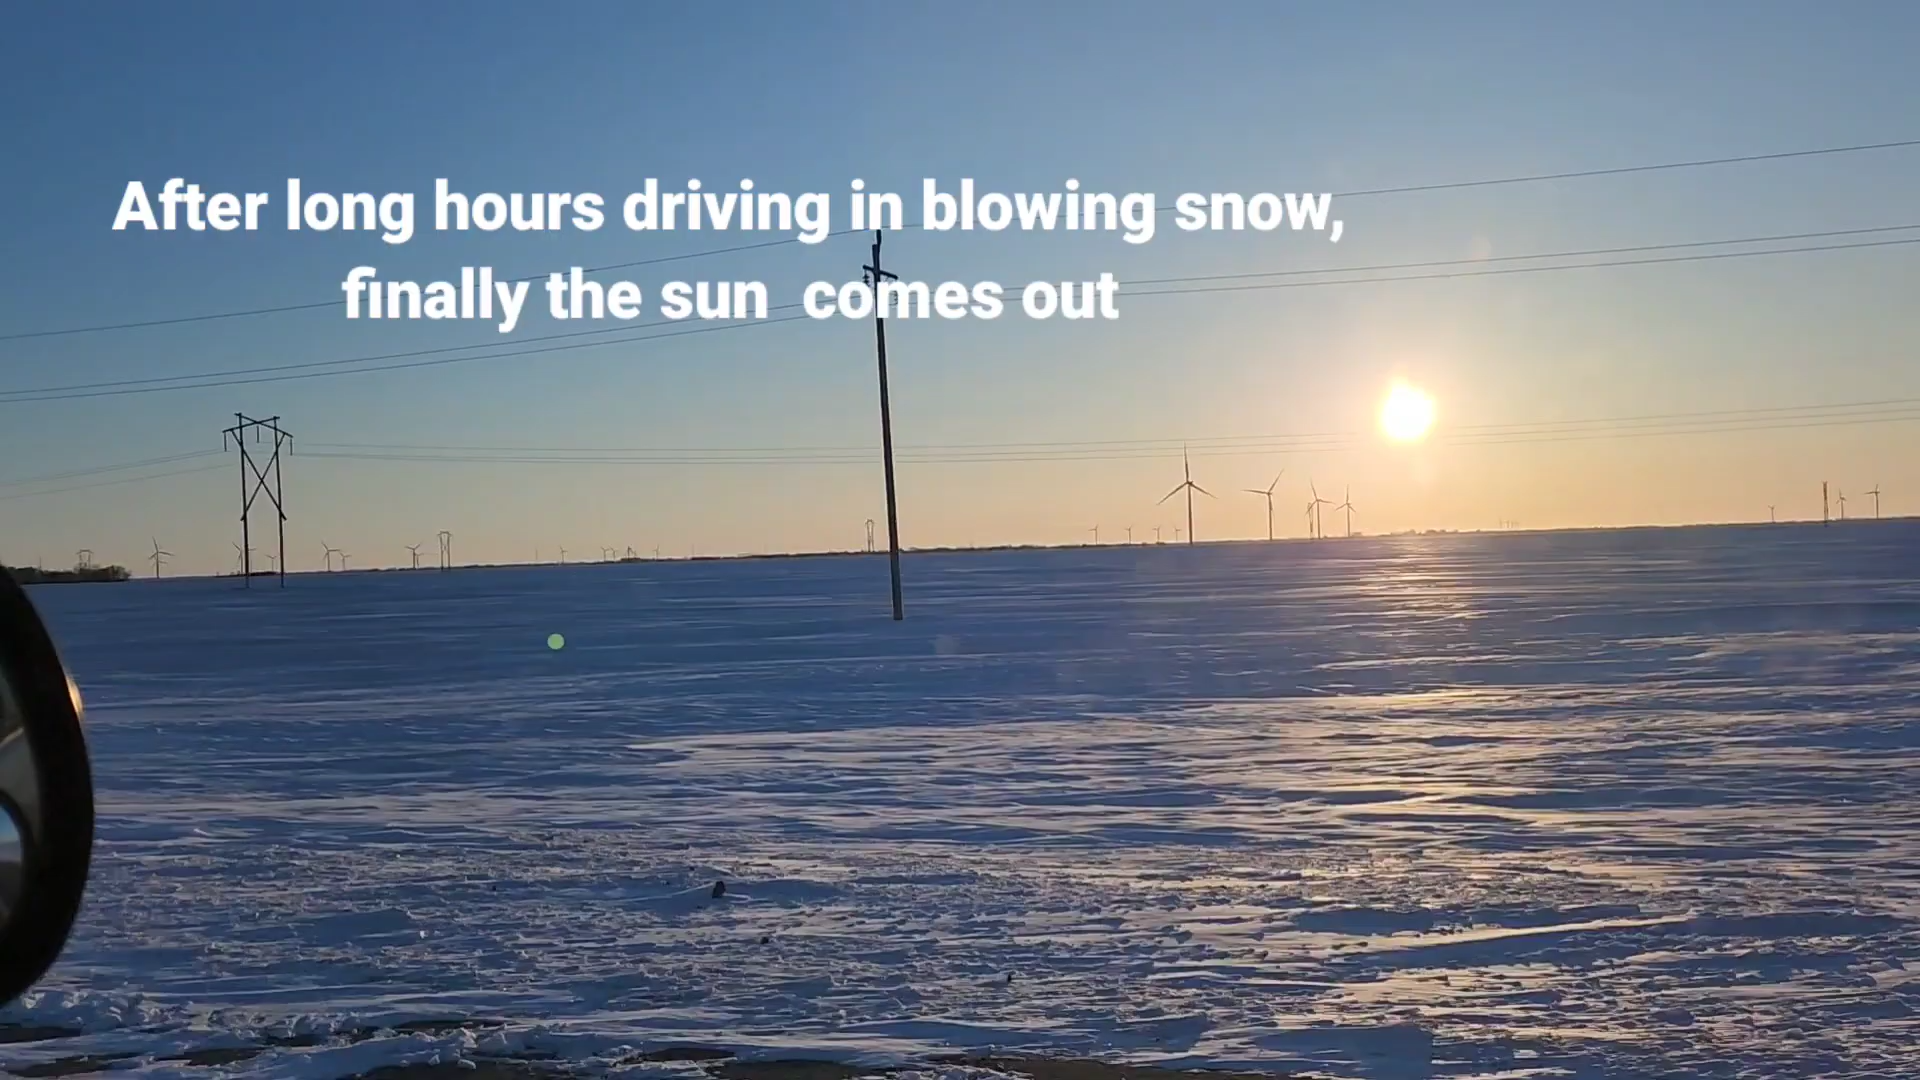 After long hours driving in blowing snow,
finally the sun  comes out